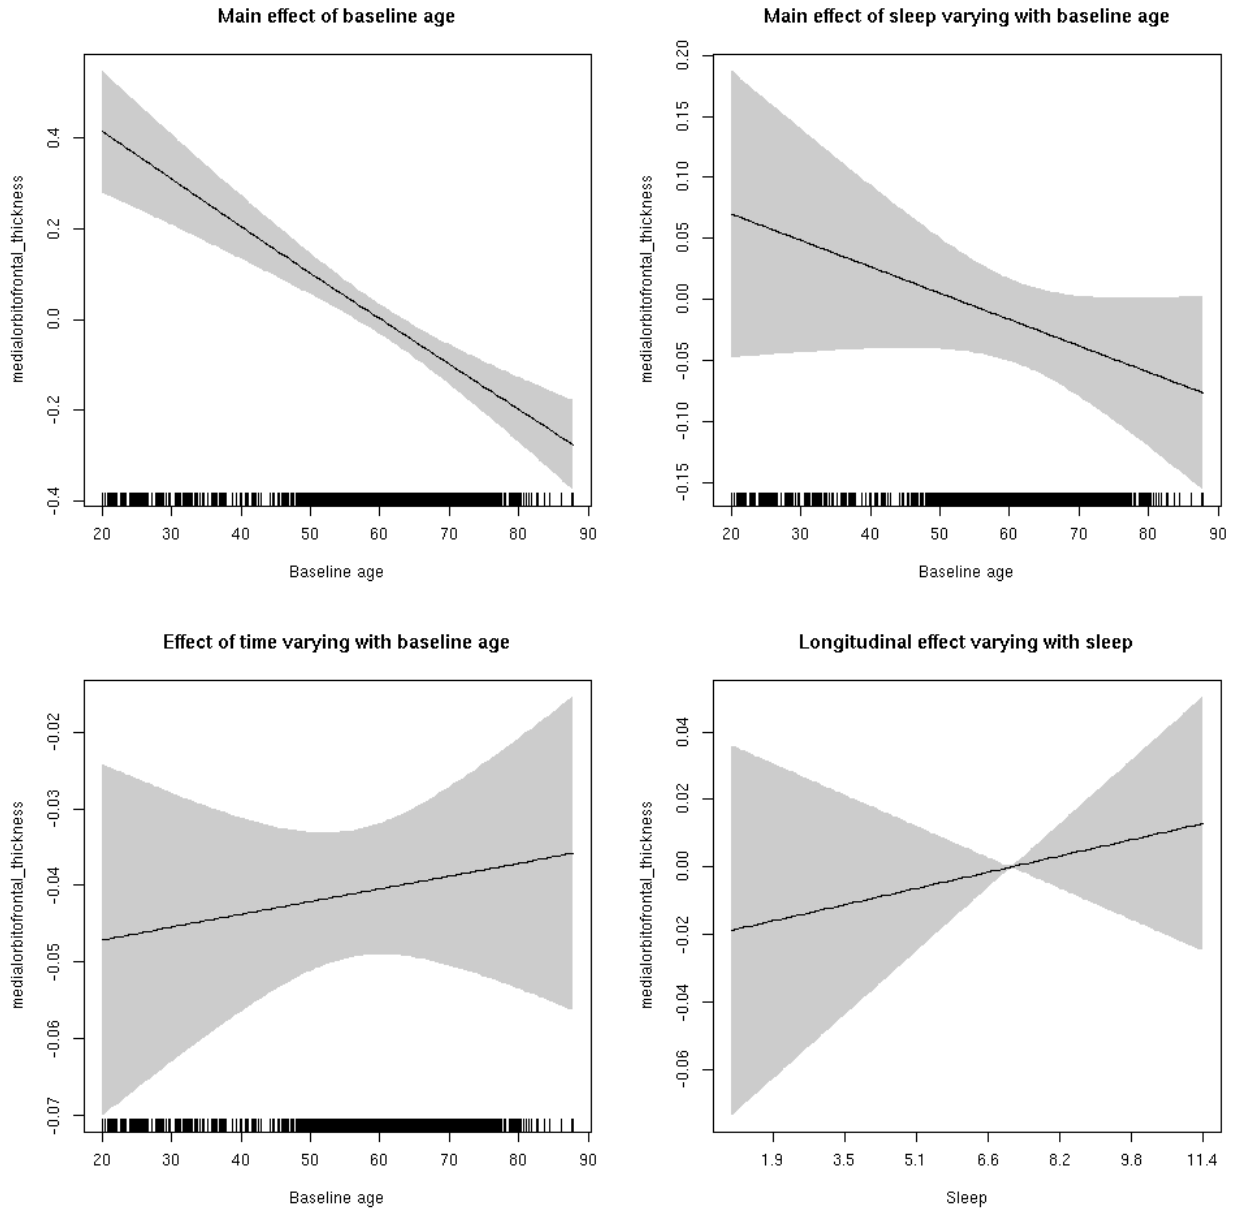 Main effect of baseline age
medialorbitofrontal_thickness
0.4
0.2
0.0
-0.2
-0.4
20 30 40 50 60 70 80 90
Baseline age
Main effect of sleep varying with baseline age
medialorbitofrontal_thickness
0.20
0.15
0.10
0.05
0.00
-0.05
-0.10
-0.15
20 30 40 50 60 70 80 90
Baseline age
Effect of time varying with baseline age
medialorbitofrontal_thickness
-0.02
-0.03
-0.04
-0.05
-0.06
-0.07
20 30 40 50 60 70 80 90
Baseline age
Longitudinal effect varying with sleep
medialorbitofrontal_thickness
0.04
0.02
0.00
-0.02
-0.04
-0.06
1.9 3.5 5.1 6.6 8.2 9.8 11.4
Sleep